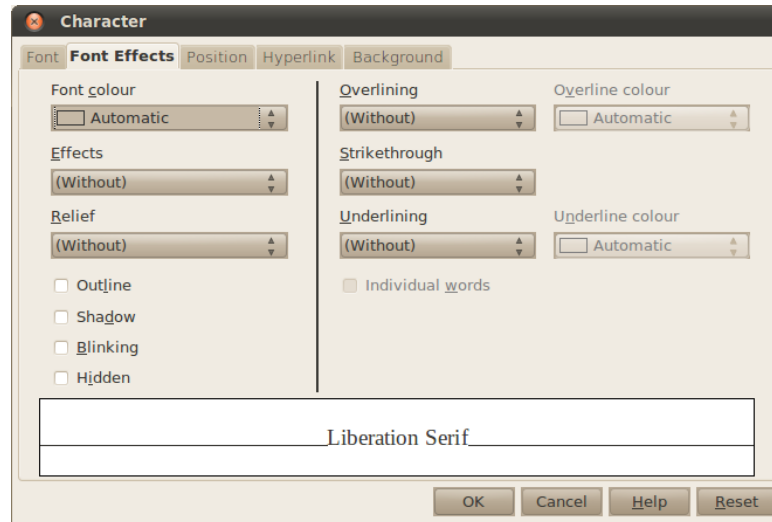 Character
Font Font Effects Position Hyperlink Background
Font colour
Automatic
Effects
(Without)
Relief
(Without)
Outline
Shadow
Blinking
Hidden
Overlining Overline colour
(Without) Automatic
Strikethrough
(Without)
Underlining Underline colour
(Without) Automatic
Individual words
Liberation Serif
OK Cancel Help Reset